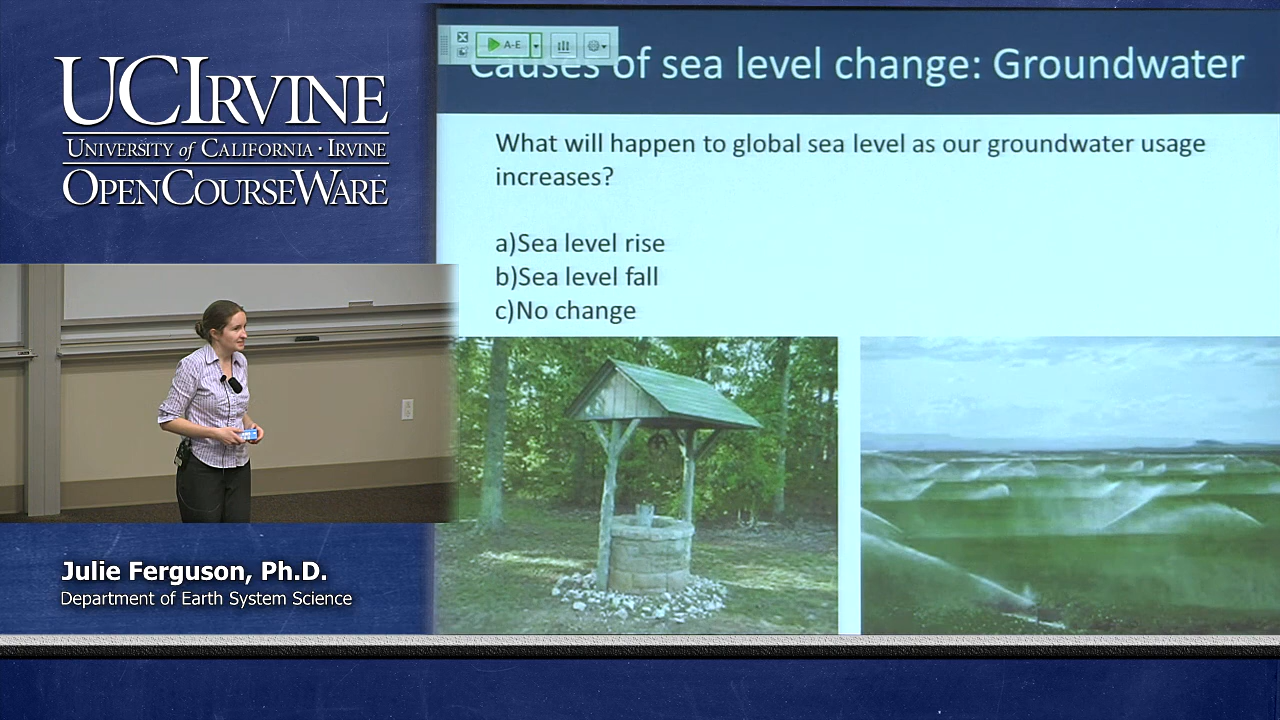 UCIRVINE
UNIVERSITY of CALIFORNIA · IRVINE
OPENCOURSEWARE
A-E
Causes of sea level change: Groundwater
What will happen to global sea level as our groundwater usage
increases?
a)Sea level rise
b)Sea level fall
c)No change
Julie Ferguson, Ph.D.
Department of Earth System Science